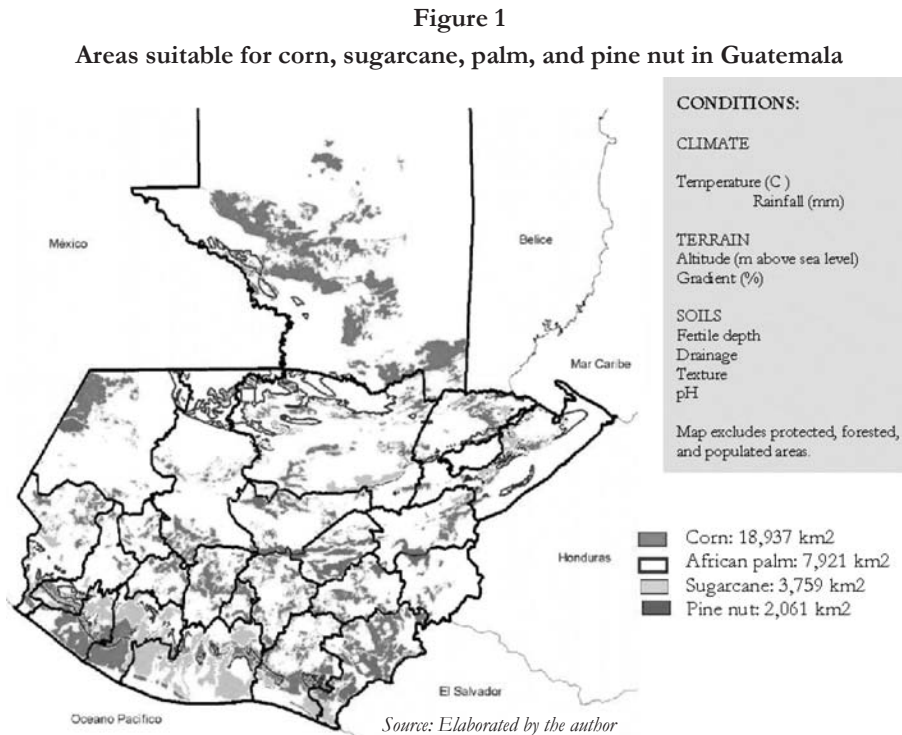 Figure 1
Areas suitable for corn, sugarcane, palm, and pine nut in Guatemala
CONDITIONS:
CLIMATE
Temperature (C )
Rainfall (mm)
TERRAIN
Altitude (m above sea level)
Gradient (%)
SOILS
Fertile depth
Drainage
Texture
pH
Map excludes protected, forested,
and populated areas.
México
Belice
Mar Caribe
Honduras
El Salvador
Oceano Pacífico
Corn: 18,937 km2
African palm: 7,921 km2
Sugarcane: 3,759 km2
Pine nut: 2,061 km2
Source: Elaborated by the author